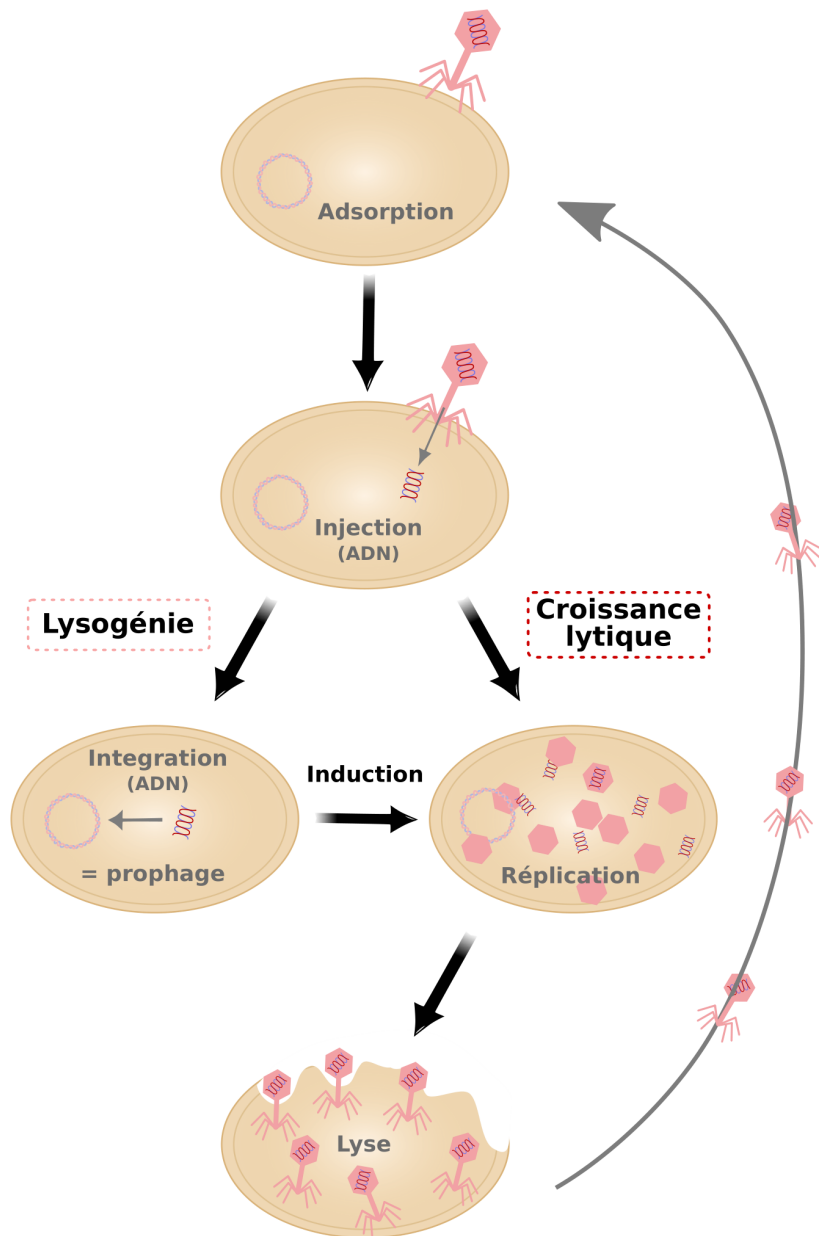 Adsorption
Injection
(ADN)
Lysogénie
Croissance
lytique
Integration
(ADN)
= prophage
Induction
Réplication
Lyse